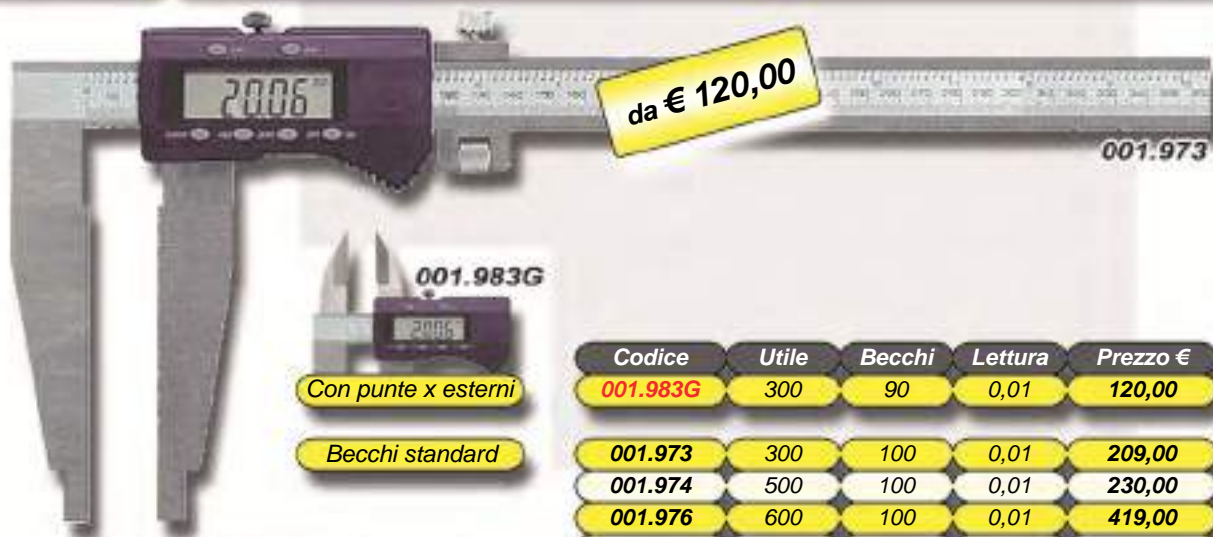 20.06
da € 120,00
001.973
001.983G
20.06
Codice Utile Becchi Lettura Prezzo €
Con punte x esterni 001.983G 300 90 0,01 120,00
Becchi standard 001.973 300 100 0,01 209,00
001.974 500 100 0,01 230,00
001.976 600 100 0,01 419,00